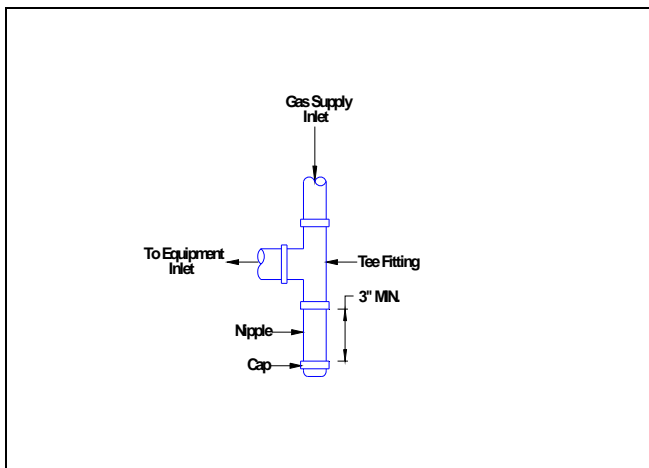 Gas Supply
Inlet
To Equipment
Inlet
Tee Fitting
3" MIN.
Nipple
Cap